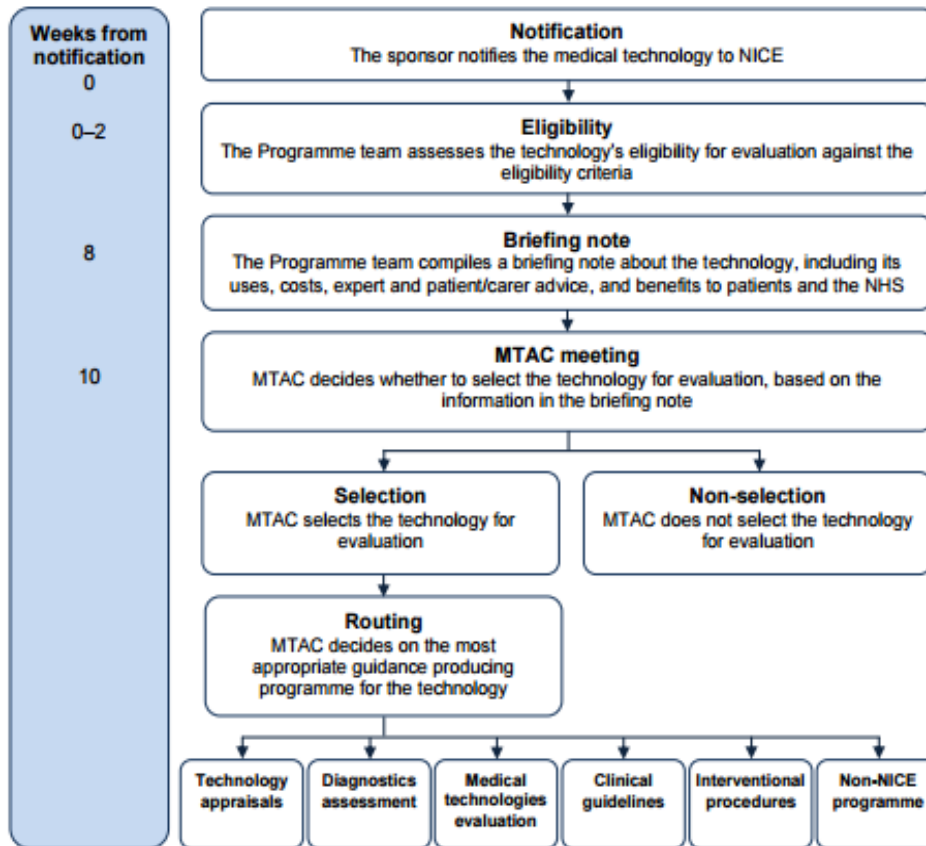 Weeks from
notification
0
0–2
8
10
Notification
The sponsor notifies the medical technology to NICE
Eligibility
The Programme team assesses the technology's eligibility for evaluation against the
eligibility criteria
Briefing note
The Programme team compiles a briefing note about the technology, including its
uses, costs, expert and patient/carer advice, and benefits to patients and the NHS
MTAC meeting
MTAC decides whether to select the technology for evaluation, based on the
information in the briefing note
Selection
MTAC selects the technology for
evaluation
Non-selection
MTAC does not select the technology
for evaluation
Routing
MTAC decides on the most
appropriate guidance producing
programme for the technology
Technology
appraisals
Diagnostics
assessment
Medical
technologies
evaluation
Clinical
guidelines
Interventional
procedures
Non-NICE
programme